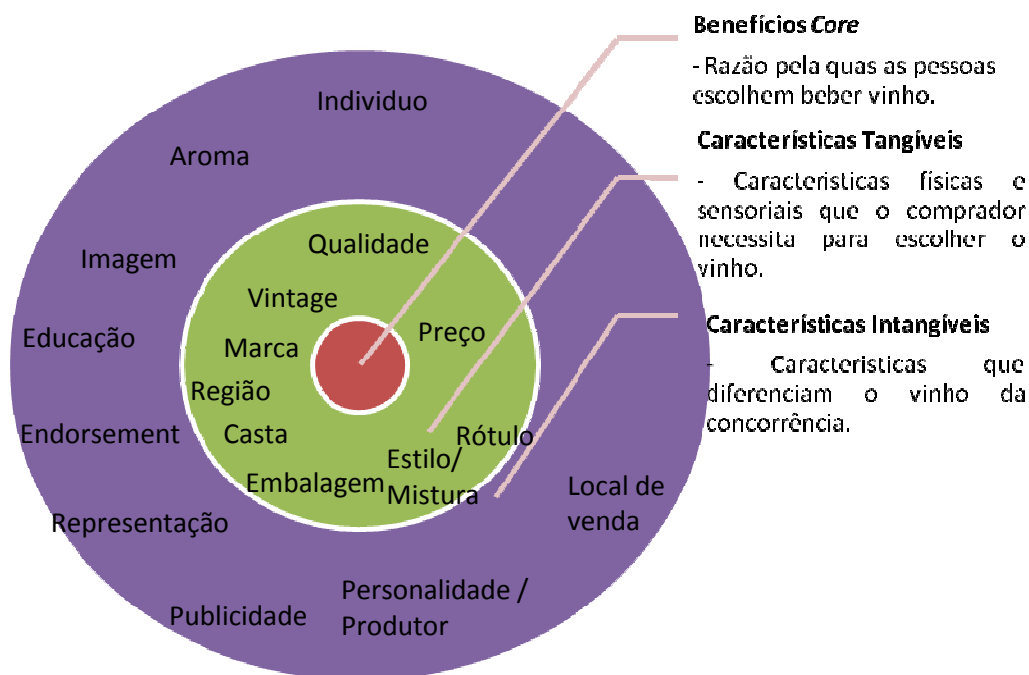 Benefícios Core
- Razão pela quas as pessoas
escolhem beber vinho.
Características Tangíveis
- Caracteristicas físicas e
sensoriais que o comprador
necessita para escolher o
vinho.
Características Intangíveis
- Caracteristicas que
diferenciam o vinho da
concorrência.
Individuo
Aroma
Imagem
Educação
Endorsement
Representação
Publicidade
Personalidade /
Produtor
Local de
venda
Qualidade
Vintage
Preço
Marca
Região
Casta
Rótulo
Estilo/
Mistura
Embalagem